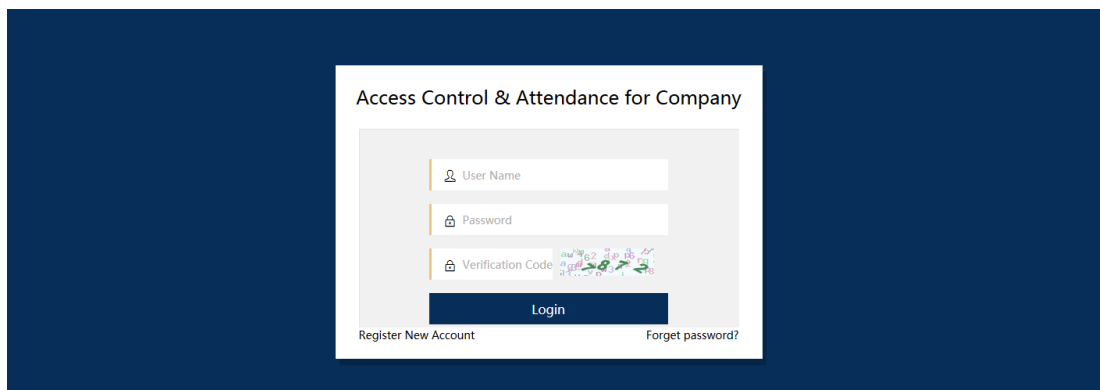 Access Control & Attendance for Company
User Name
Password
Verification Code
Login
Register New Account Forget password?